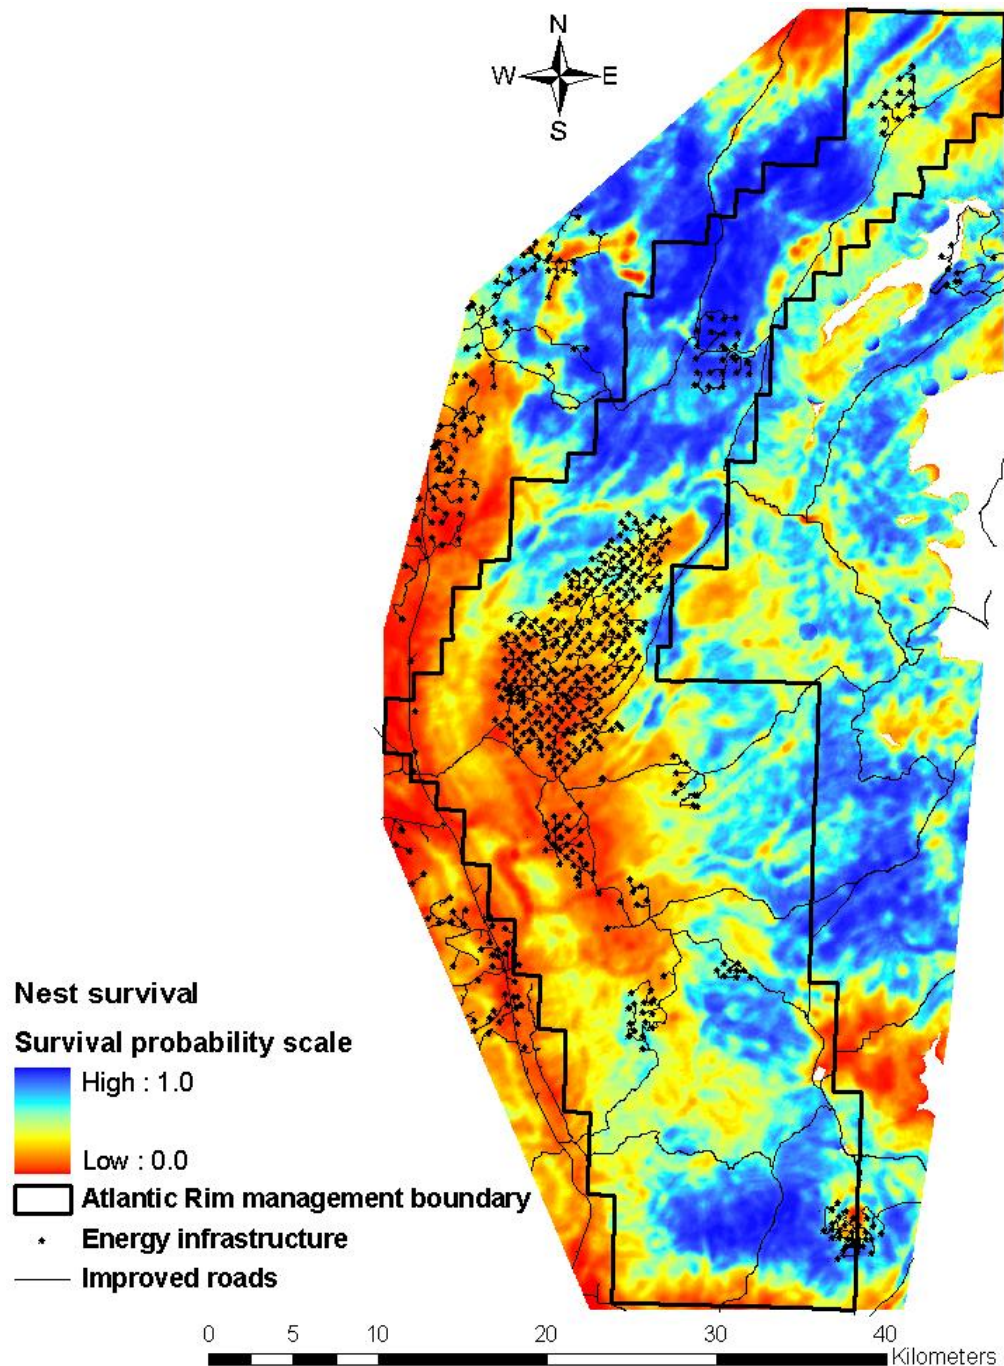 N
W E
S
Nest survival
Survival probability scale
High : 1.0
Low : 0.0
Atlantic Rim management boundary
Energy infrastructure
Improved roads
0 5 10 20 30 40
Kilometers